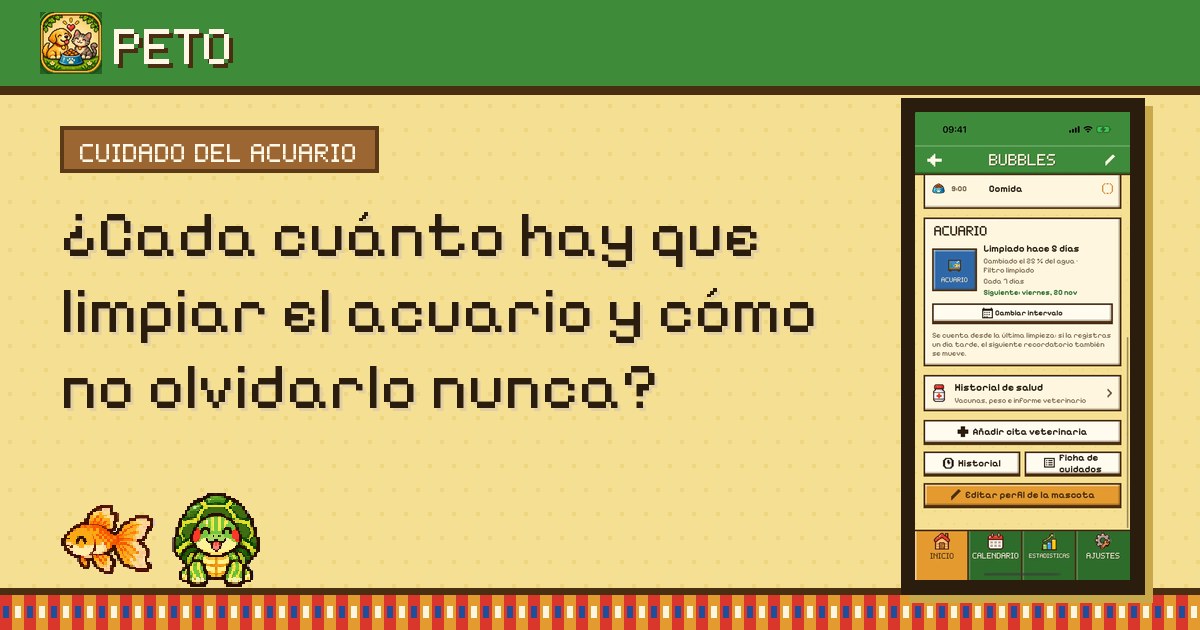 PETO
CUIDADO DEL ACUARIO
¿Cada cuánto hay que
limpiar el acuario y cómo
no olvidarlo nunca?
09:41
BUBBLES
9:00 Comida
ACUARIO
Limpiado hace 2 días
Cambiado el 25 % del agua ·
Filtro limpiado
Cada 7 días
Siguiente: viernes, 20 nov
ACUARIO
Cambiar intervalo
Se cuenta desde la última limpieza: si la registras
un día tarde, el siguiente recordatorio también
se mueve.
Historial de salud
Vacunas, peso e informe veterinario
Añadir cita veterinaria
Historial
Ficha de
cuidados
Editar perfil de la mascota
INICIO CALENDARIO ESTADÍSTICAS AJUSTES